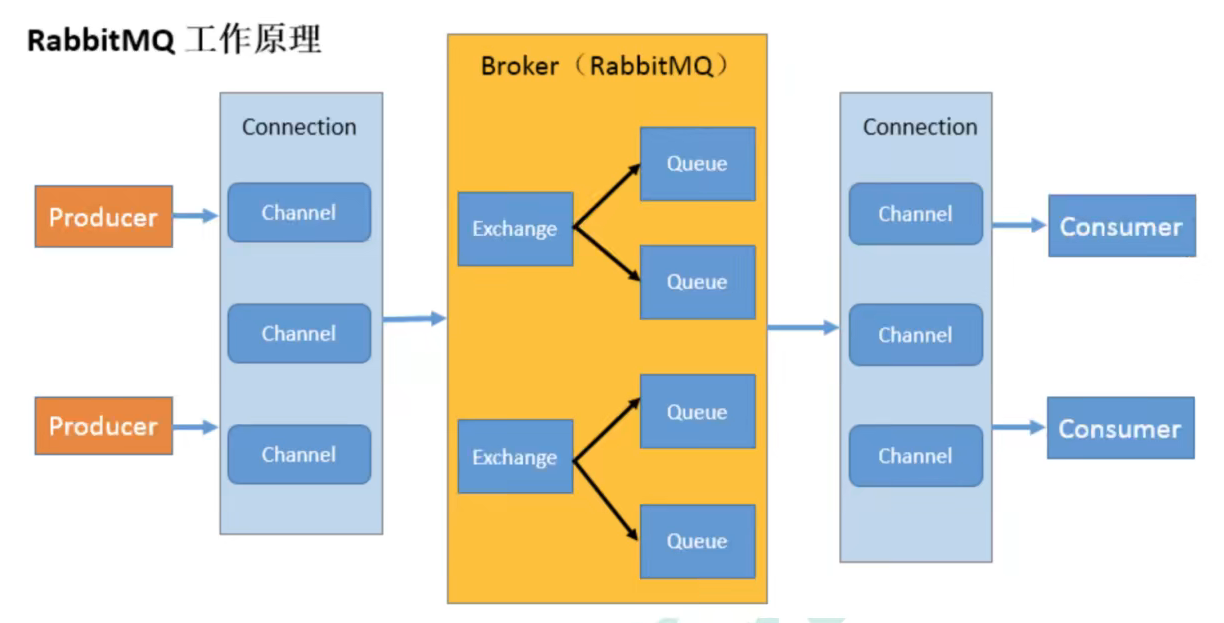 RabbitMQ 工作原理
Broker（RabbitMQ）
Connection
Connection
Queue
Channel
Channel
Producer
Exchange
Consumer
Queue
Channel
Channel
Queue
Producer
Consumer
Channel
Exchange
Channel
Queue